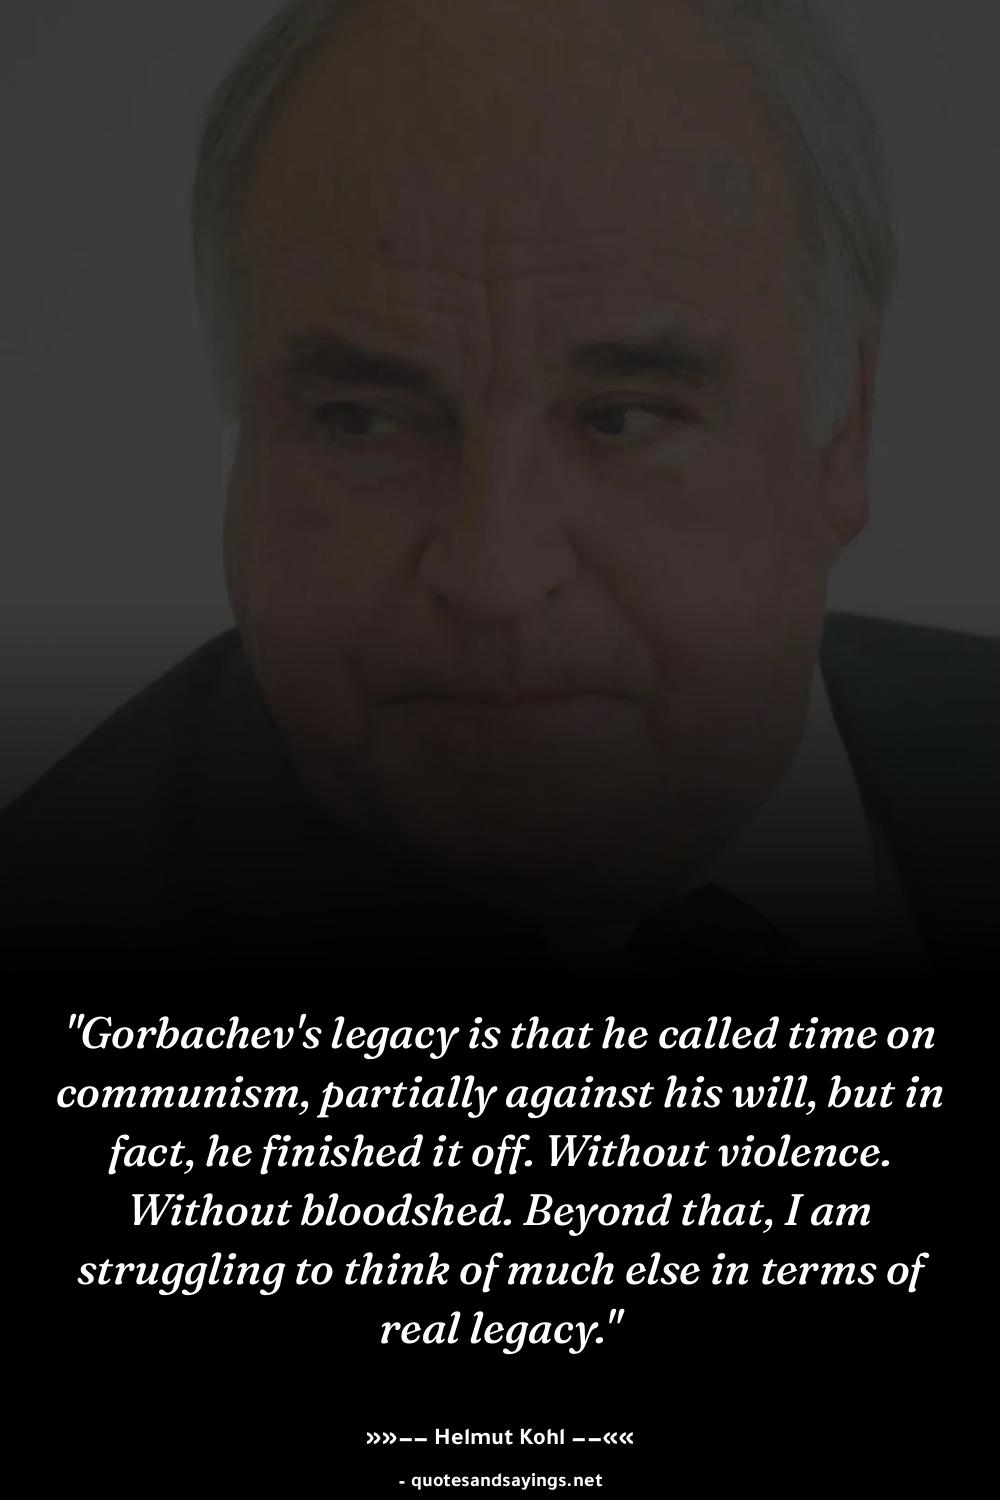 "Gorbachev's legacy is that he called time on
communism, partially against his will, but in
fact, he finished it off. Without violence.
Without bloodshed. Beyond that, I am
struggling to think of much else in terms of
real legacy."
»»–– Helmut Kohl ––««
- quotesandsayings.net